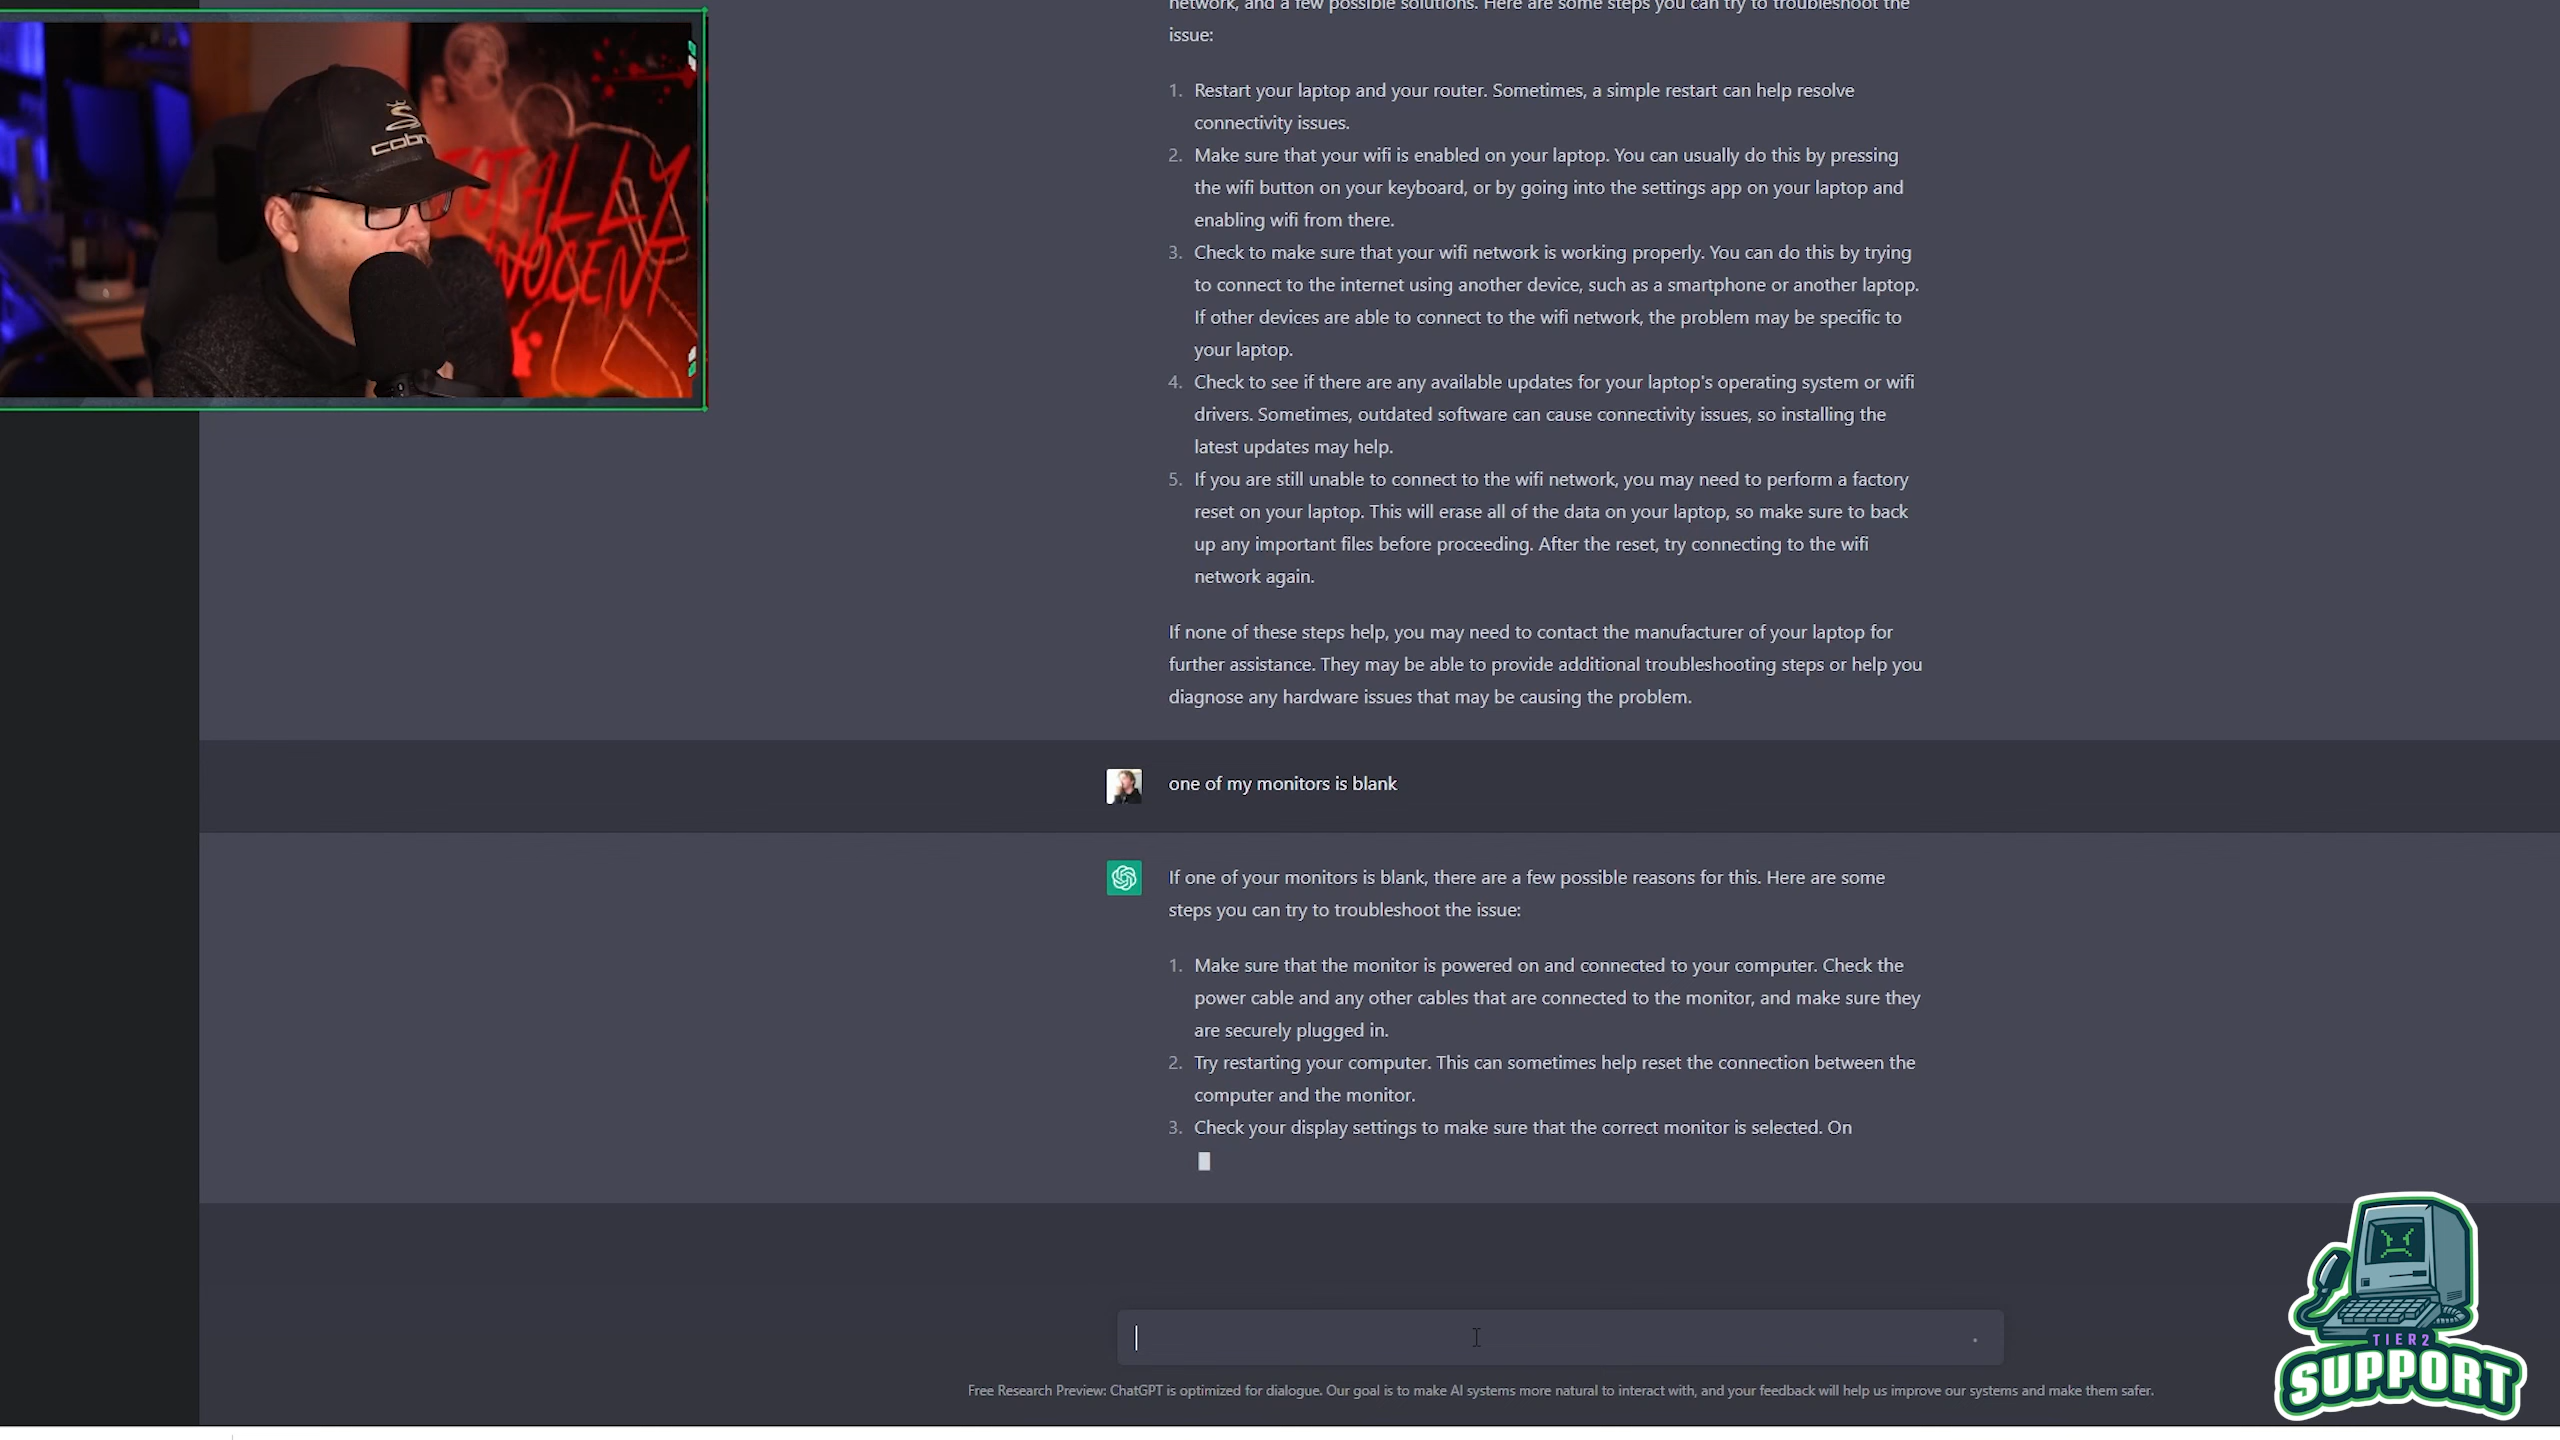 network, and a few possible solutions. Here are some steps you can try to troubleshoot the
issue:
1. Restart your laptop and your router. Sometimes, a simple restart can help resolve
connectivity issues.
2. Make sure that your wifi is enabled on your laptop. You can usually do this by pressing
the wifi button on your keyboard, or by going into the settings app on your laptop and
enabling wifi from there.
3. Check to make sure that your wifi network is working properly. You can do this by trying
to connect to the internet using another device, such as a smartphone or another laptop.
If other devices are able to connect to the wifi network, the problem may be specific to
your laptop.
4. Check to see if there are any available updates for your laptop's operating system or wifi
drivers. Sometimes, outdated software can cause connectivity issues, so installing the
latest updates may help.
5. If you are still unable to connect to the wifi network, you may need to perform a factory
reset on your laptop. This will erase all of the data on your laptop, so make sure to back
up any important files before proceeding. After the reset, try connecting to the wifi
network again.
If none of these steps help, you may need to contact the manufacturer of your laptop for
further assistance. They may be able to provide additional troubleshooting steps or help you
diagnose any hardware issues that may be causing the problem.
one of my monitors is blank
If one of your monitors is blank, there are a few possible reasons for this. Here are some
steps you can try to troubleshoot the issue:
1. Make sure that the monitor is powered on and connected to your computer. Check the
power cable and any other cables that are connected to the monitor, and make sure they
are securely plugged in.
2. Try restarting your computer. This can sometimes help reset the connection between the
computer and the monitor.
3. Check your display settings to make sure that the correct monitor is selected. On
Free Research Preview: ChatGPT is optimized for dialogue. Our goal is to make AI systems more natural to interact with, and your feedback will help us improve our systems and make them safer.
TOTALLY
NOCENT
TIER2
SUPPORT